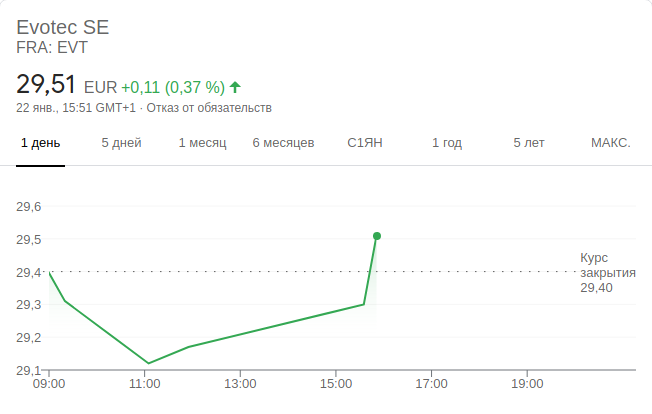 Evotec SE
FRA: EVT
29,51 EUR +0,11 (0,37 %)
22 янв., 15:51 GMT+1 · Отказ от обязательств
1 день 5 дней 1 месяц 6 месяцев С1ЯН 1 год 5 лет МАКС.
29,6
29,5
Курс
29,4 закрытия
29,40
29,3
29,2
29,1
09:00 11:00 13:00 15:00 17:00 19:00